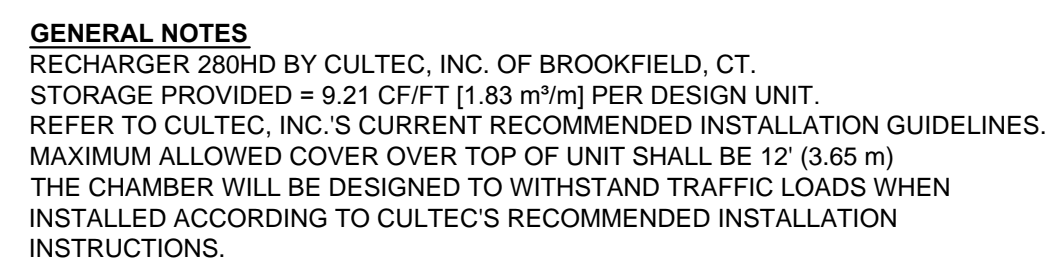 GENERAL NOTES
RECHARGER 280HD BY CULTEC, INC. OF BROOKFIELD, CT.
STORAGE PROVIDED = 9.21 CF/FT [1.83 m³/m] PER DESIGN UNIT.
REFER TO CULTEC, INC.'S CURRENT RECOMMENDED INSTALLATION GUIDELINES.
MAXIMUM ALLOWED COVER OVER TOP OF UNIT SHALL BE 12' (3.65 m)
THE CHAMBER WILL BE DESIGNED TO WITHSTAND TRAFFIC LOADS WHEN
INSTALLED ACCORDING TO CULTEC'S RECOMMENDED INSTALLATION
INSTRUCTIONS.